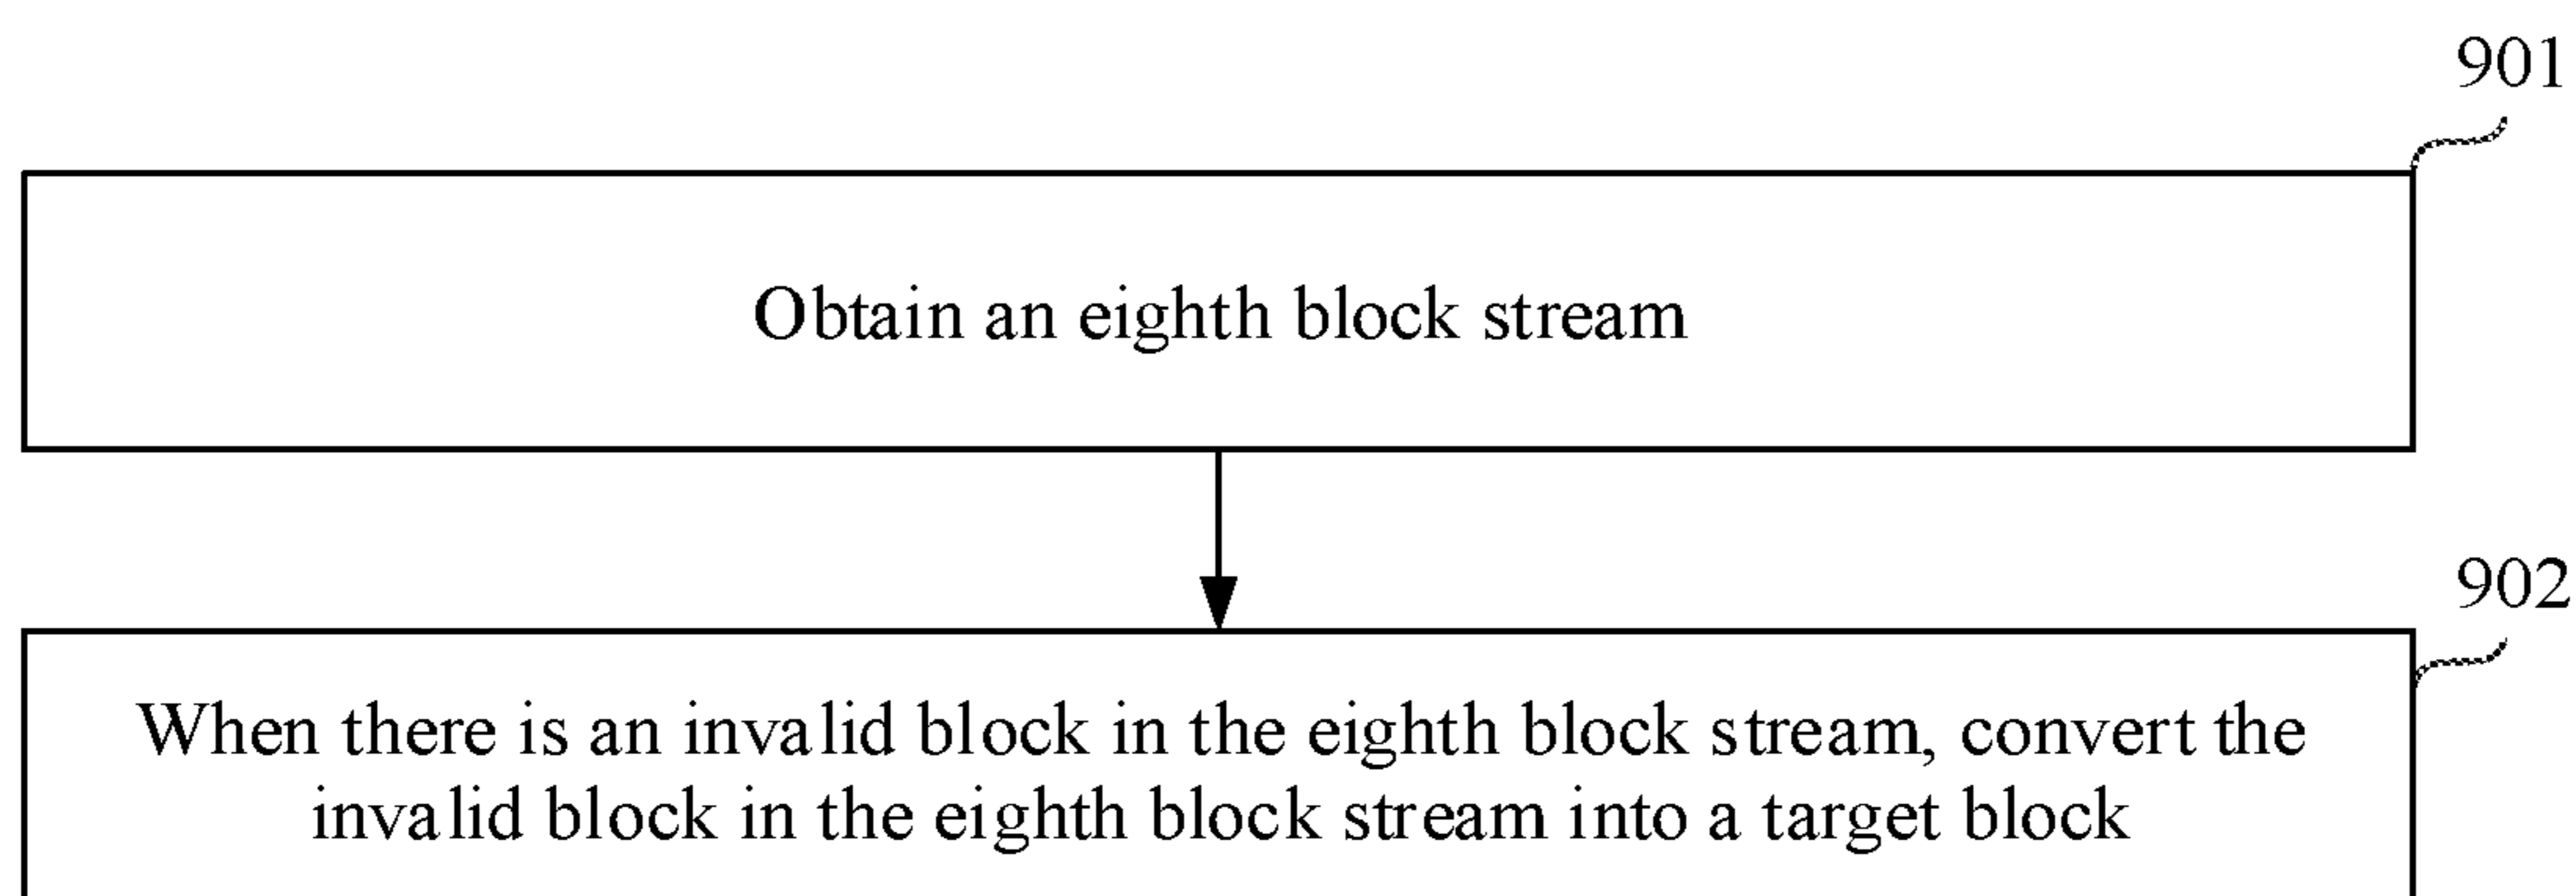 901
Obtain an eighth block stream
902
When there is an invalid block in the eighth block stream, convert the
invalid block in the eighth block stream into a target block